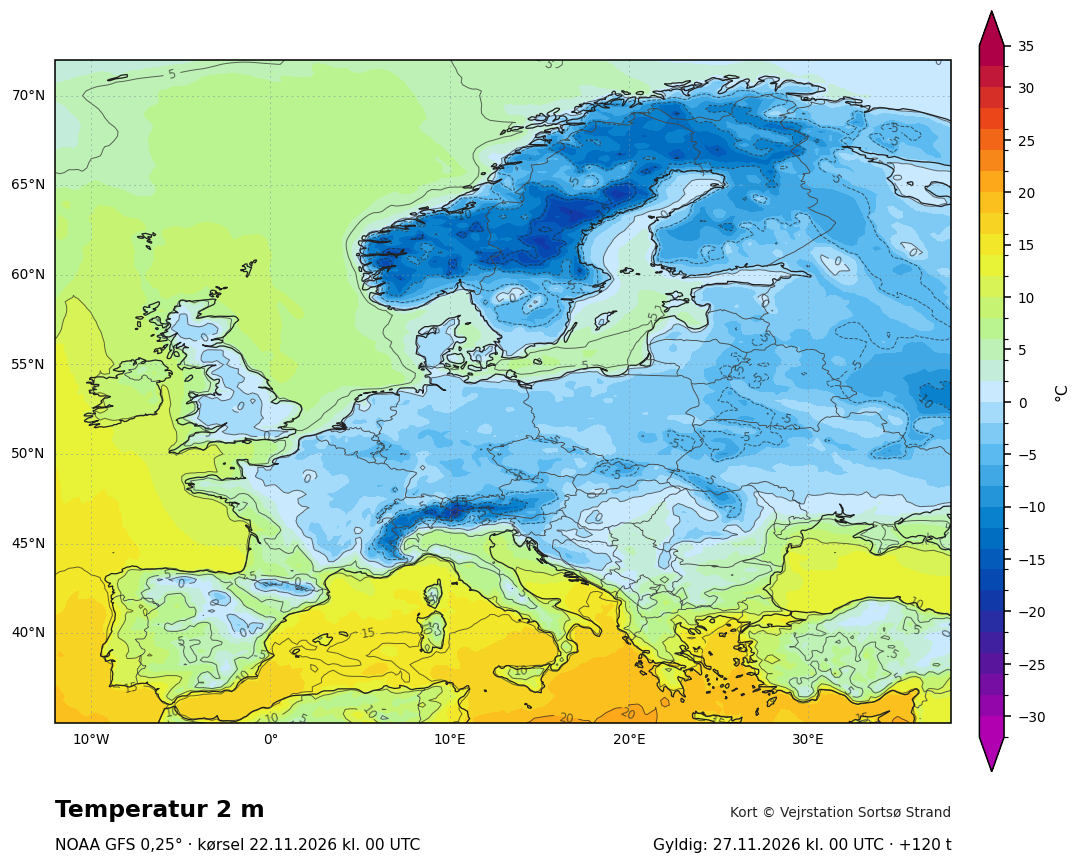 35
30
25
20
15
10
5
0
−5
−10
−15
−20
−25
−30
°C
70°N
65°N
60°N
55°N
50°N
45°N
40°N
10°W
0°
10°E
20°E
30°E
Temperatur 2 m
Kort © Vejrstation Sortsø Strand
NOAA GFS 0,25° · kørsel 22.11.2026 kl. 00 UTC
Gyldig: 27.11.2026 kl. 00 UTC · +120 t